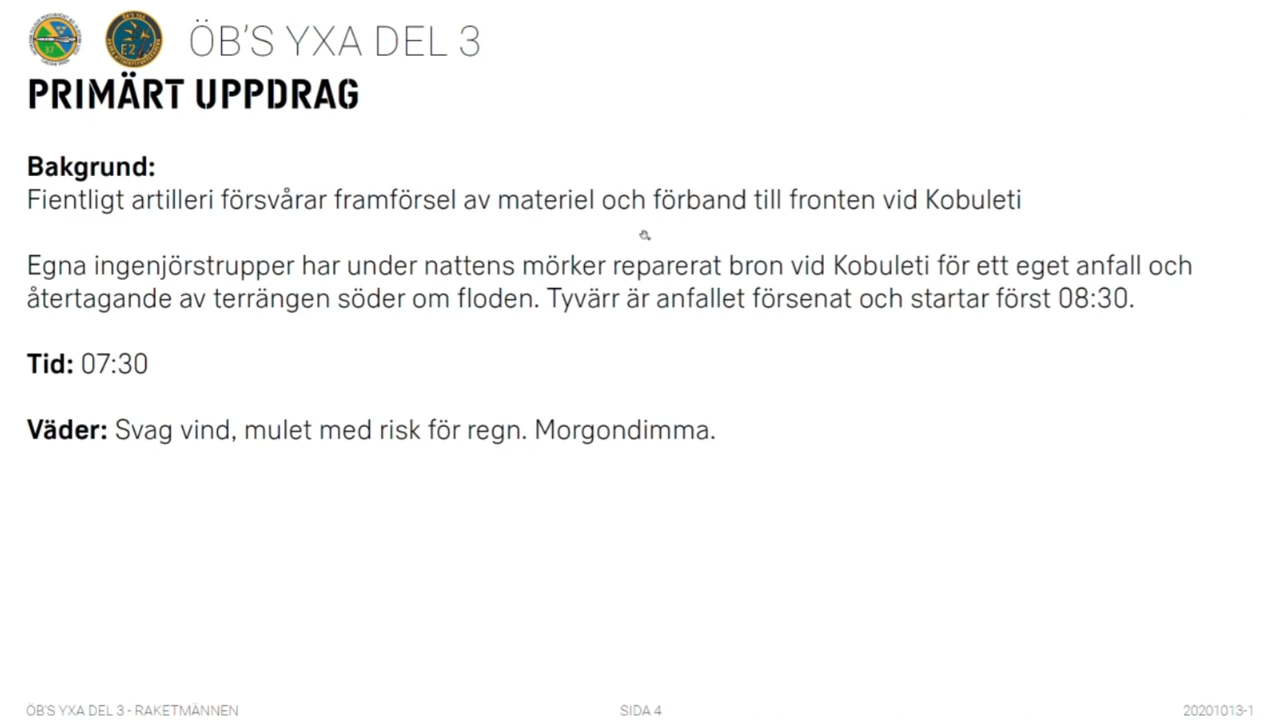 ÖB'S YXA DEL 3
PRIMÄRT UPPDRAG
Bakgrund:
Fientligt artilleri försvårar framförsel av materiel och förband till fronten vid Kobuleti
Egna ingenjörstrupper har under nattens mörker reparerat bron vid Kobuleti för ett eget anfall och
återtagande av terrängen söder om floden. Tyvärr är anfallet försenat och startar först 08:30.
Tid: 07:30
Väder: Svag vind, mulet med risk för regn. Morgondimma.
ÖB'S YXA DEL 3 - RAKETMÄNNEN
SIDA 4
20201013-1